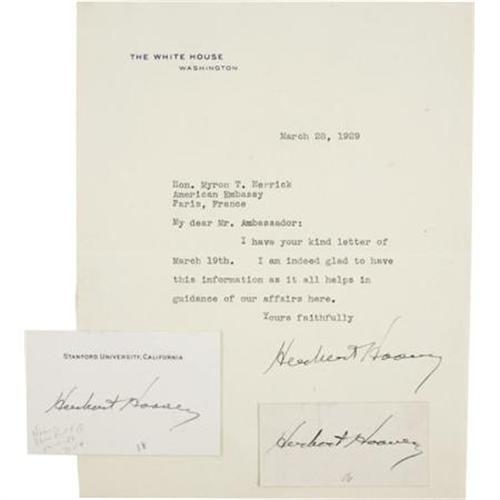 THE WHITE HOUSE
WASHINGTON
March 28, 1929
Hon. Myron T. Herrick
American Embassy
Paris, France
My dear Mr. Ambassador:
I have your kind letter of
March 19th. I am indeed glad to have
this information as it all helps in
guidance of our affairs here.
Yours faithfully
Herbert Hoover
STANFORD UNIVERSITY, CALIFORNIA
Herbert Hoover
18
Herbert Hoover